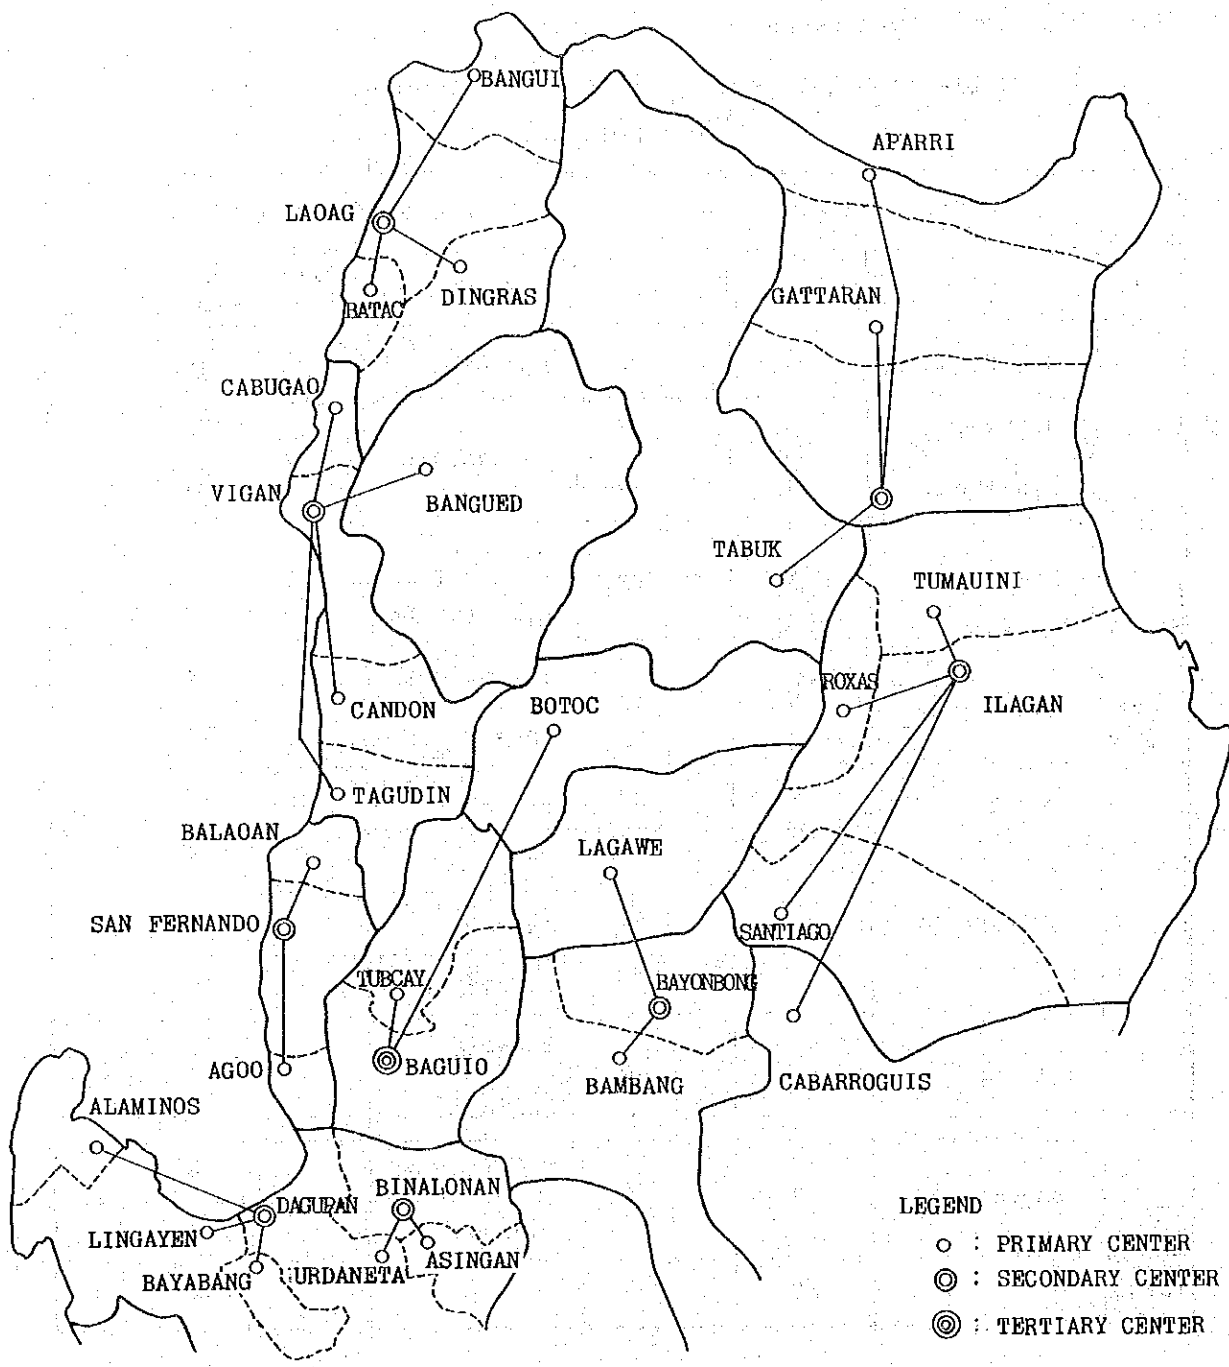 BANGUI
APARRI
LAOAG
GATTARAN
DINGRAS
BATAC
CABUGAO
VIGAN
BANGUED
TABUK
TUMAUINI
ROXAS
ILAGAN
CANDON
BOTOC
TAGUDIN
BALAOAN
LAGAWE
SAN FERNANDO
SANTIAGO
TUBCAY
BAYONBONG
AGOO
BAGUIO
BAMBANG
CABARROGUIS
ALAMINOS
BINALONAN
DAGUPAN
LINGAYEN
ASINGAN
URDANETA
BAYABANG
LEGEND
: PRIMARY CENTER
: SECONDARY CENTER
: TERTIARY CENTER